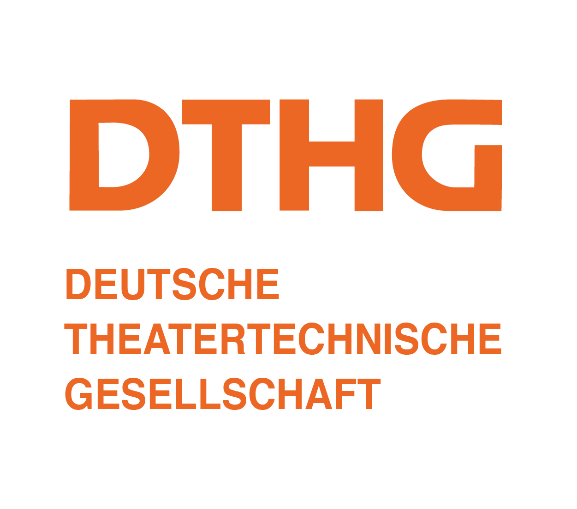 DTHG
DEUTSCHE
THEATERTECHNISCHE
GESELLSCHAFT